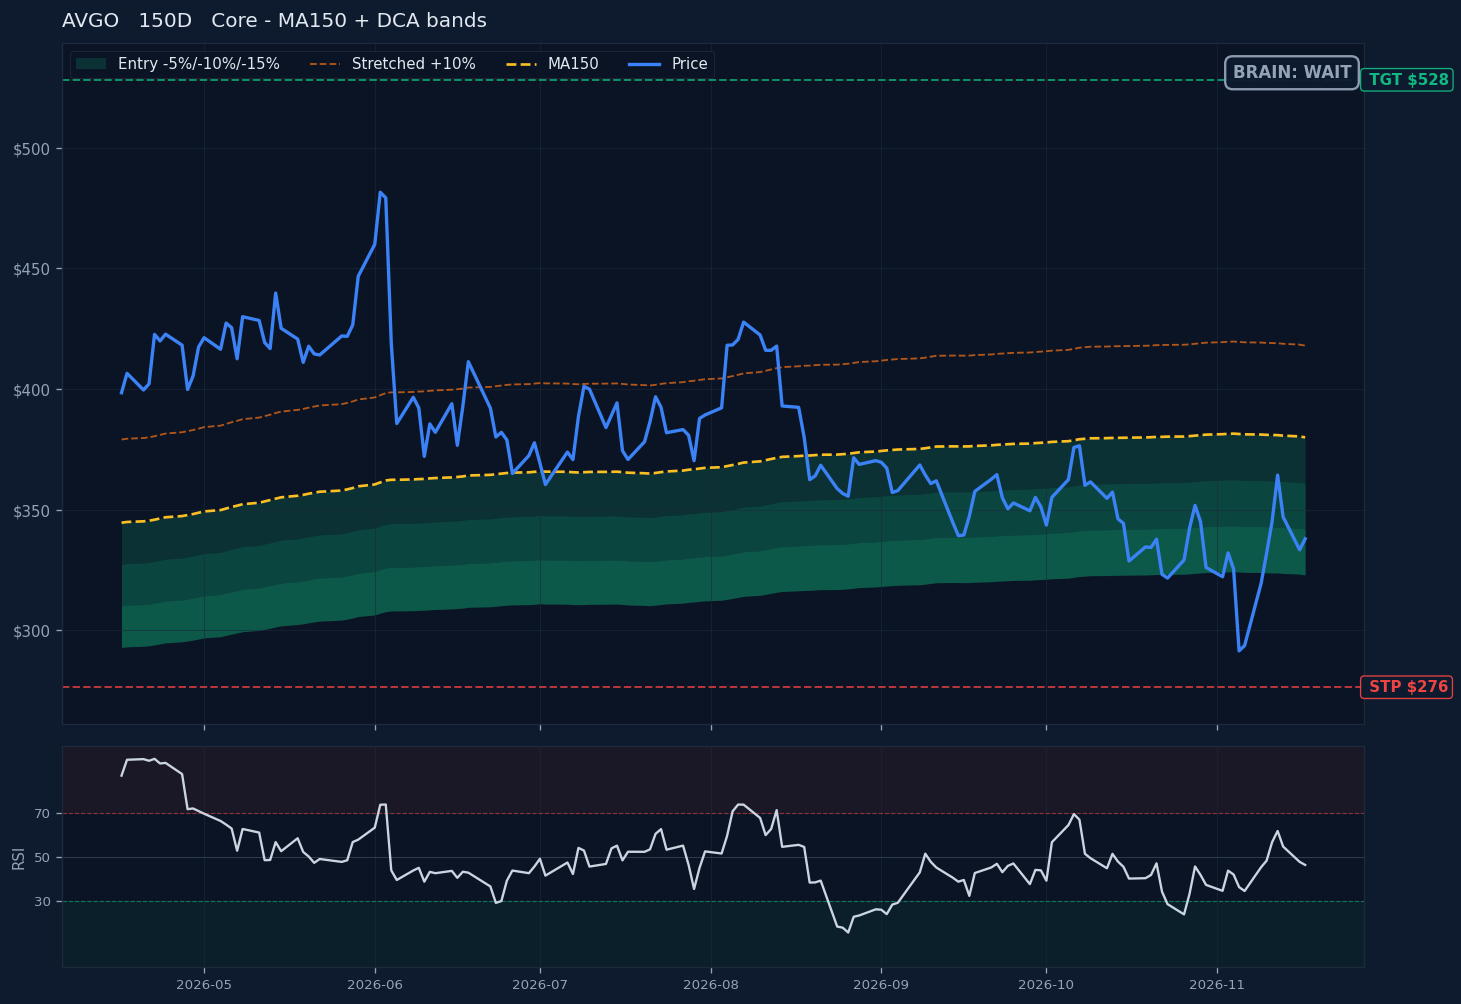 AVGO 150D Core - MA150 + DCA bands
Entry -5%/-10%/-15% Stretched +10% MA150 Price
BRAIN: WAIT
TGT $528
$500
$450
$400
$350
$300
STP $276
RSI
70
50
30
2026-05 2026-06 2026-07 2026-08 2026-09 2026-10 2026-11